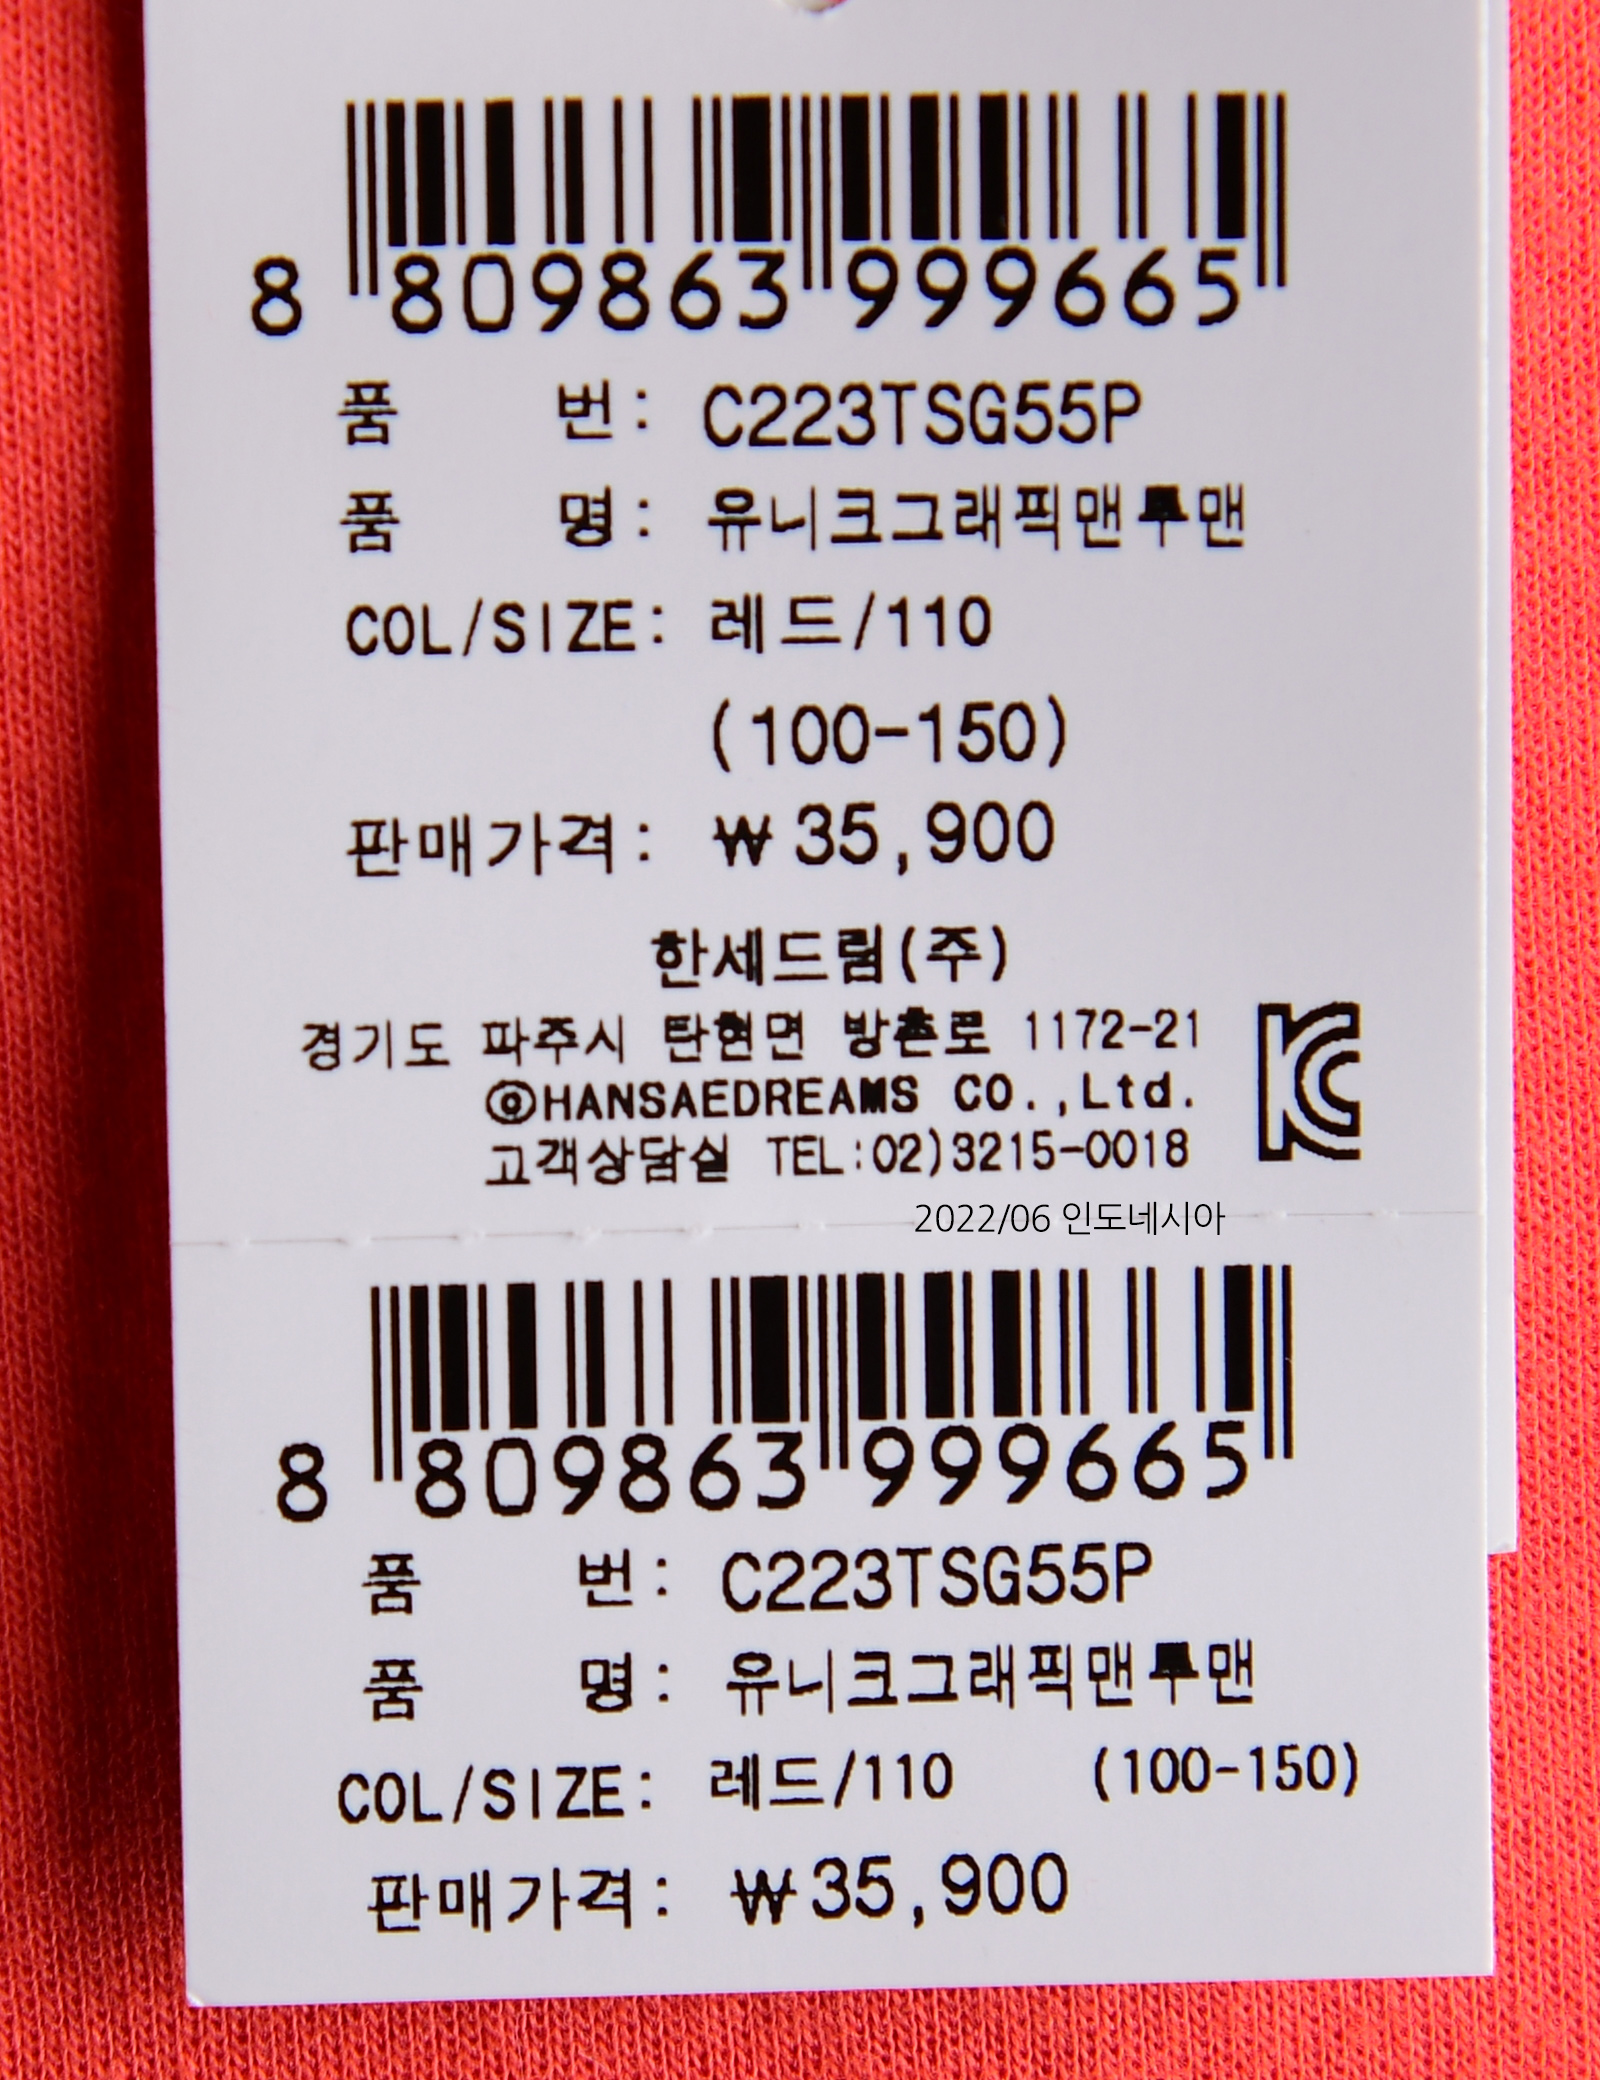 8 809863 999665
품 번: C223TSG55P
품 명: 유니크그래픽맨투맨
COL/SIZE: 레드/110
(100-150)
판매가격: ₩35,900
한세드림(주)
경기도 파주시 탄현면 방촌로 1172-21
ⓒHANSAEDREAMS CO.,Ltd.
고객상담실 TEL:02)3215-0018
KC
2022/06 인도네시아
8 809863 999665
품 번: C223TSG55P
품 명: 유니크그래픽맨투맨
COL/SIZE: 레드/110 (100-150)
판매가격: ₩35,900